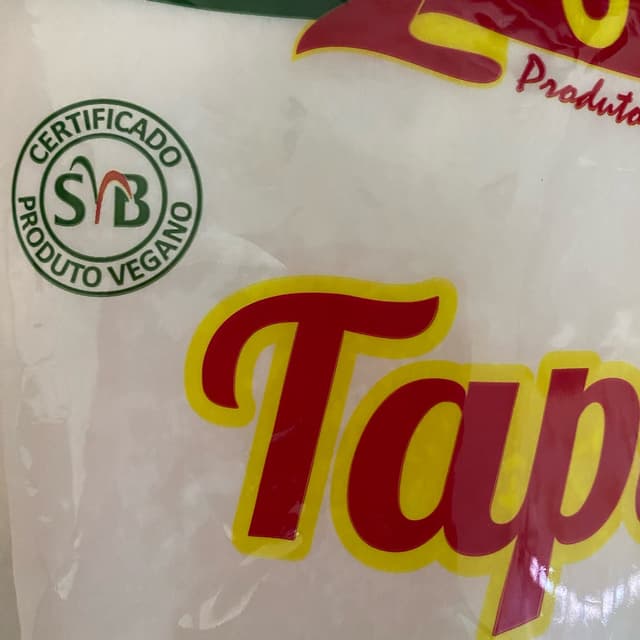 Produto
CERTIFICADO
SVB
PRODUTO VEGANO
Tap